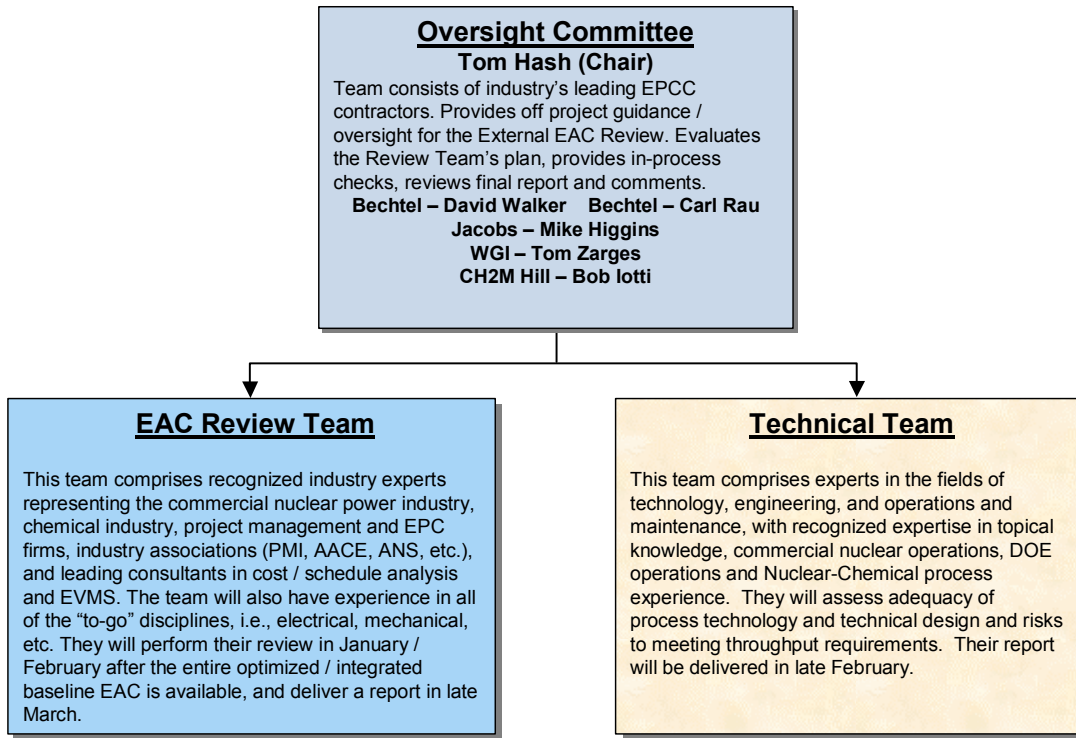 Oversight Committee
Tom Hash (Chair)
Team consists of industry’s leading EPCC
contractors. Provides off project guidance /
oversight for the External EAC Review. Evaluates
the Review Team’s plan, provides in-process
checks, reviews final report and comments.
Bechtel – David Walker    Bechtel – Carl Rau
Jacobs – Mike Higgins
WGI – Tom Zarges
CH2M Hill – Bob Iotti
EAC Review Team
This team comprises recognized industry experts
representing the commercial nuclear power industry,
chemical industry, project management and EPC
firms, industry associations (PMI, AACE, ANS, etc.),
and leading consultants in cost / schedule analysis
and EVMS. The team will also have experience in all
of the “to-go” disciplines, i.e., electrical, mechanical,
etc. They will perform their review in January /
February after the entire optimized / integrated
baseline EAC is available, and deliver a report in late
March.
Technical Team
This team comprises experts in the fields of
technology, engineering, and operations and
maintenance, with recognized expertise in topical
knowledge, commercial nuclear operations, DOE
operations and Nuclear-Chemical process
experience.  They will assess adequacy of
process technology and technical design and risks
to meeting throughput requirements.  Their report
will be delivered in late February.